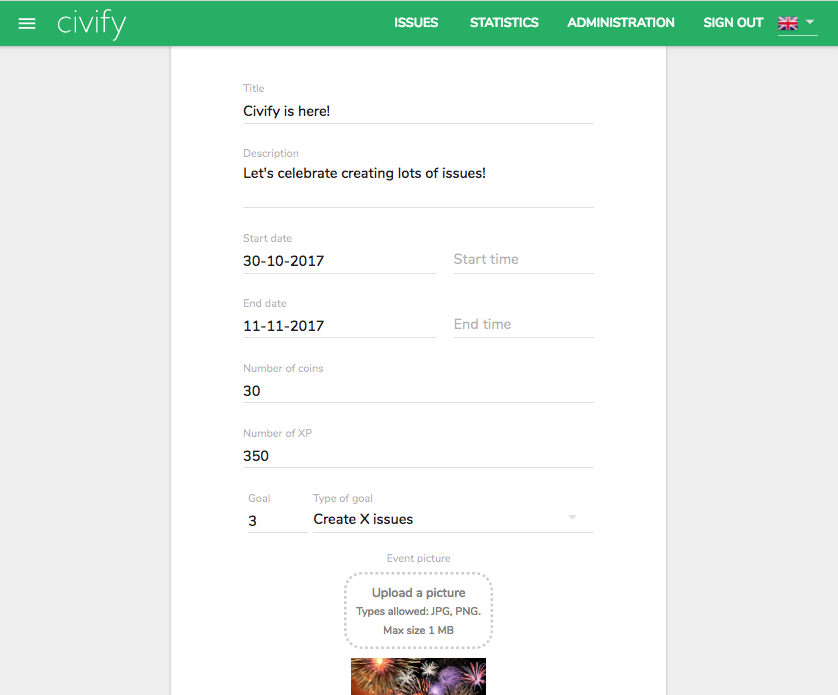 civify
ISSUES STATISTICS ADMINISTRATION SIGN OUT
Title
Civify is here!
Description
Let's celebrate creating lots of issues!
Start date
30-10-2017 Start time
End date
11-11-2017 End time
Number of coins
30
Number of XP
350
Goal Type of goal
3 Create X issues
Event picture
Upload a picture
Types allowed: JPG, PNG.
Max size 1 MB